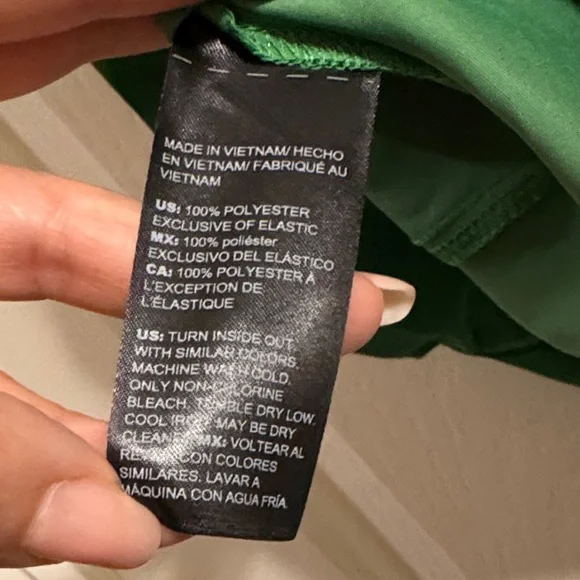 MADE IN VIETNAM/ HECHO
EN VIETNAM/ FABRIQUÉ AU
VIETNAM
US: 100% POLYESTER
EXCLUSIVE OF ELASTIC
MX: 100% poliéster
EXCLUSIVO DEL ELÁSTICO
CA: 100% POLYESTER À
L'EXCEPTION DE
L'ÉLASTIQUE
US: TURN INSIDE OUT
WITH SIMILAR COLORS.
MACHINE WASH COLD.
ONLY NON-CHLORINE
BLEACH. TUMBLE DRY LOW.
COOL IRON. MAY BE DRY
CLEANED. MX: VOLTEAR AL
CON COLORES
SIMILARES. LAVAR A
MÁQUINA CON AGUA FRÍA.